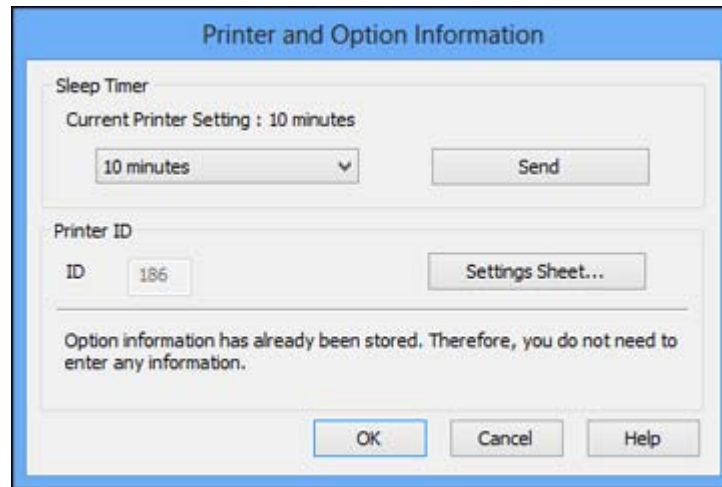 Printer and Option Information
Sleep Timer
Current Printer Setting : 10 minutes
10 minutes
Send
Printer ID
ID
186
Settings Sheet...
Option information has already been stored. Therefore, you do not need to
enter any information.
OK
Cancel
Help